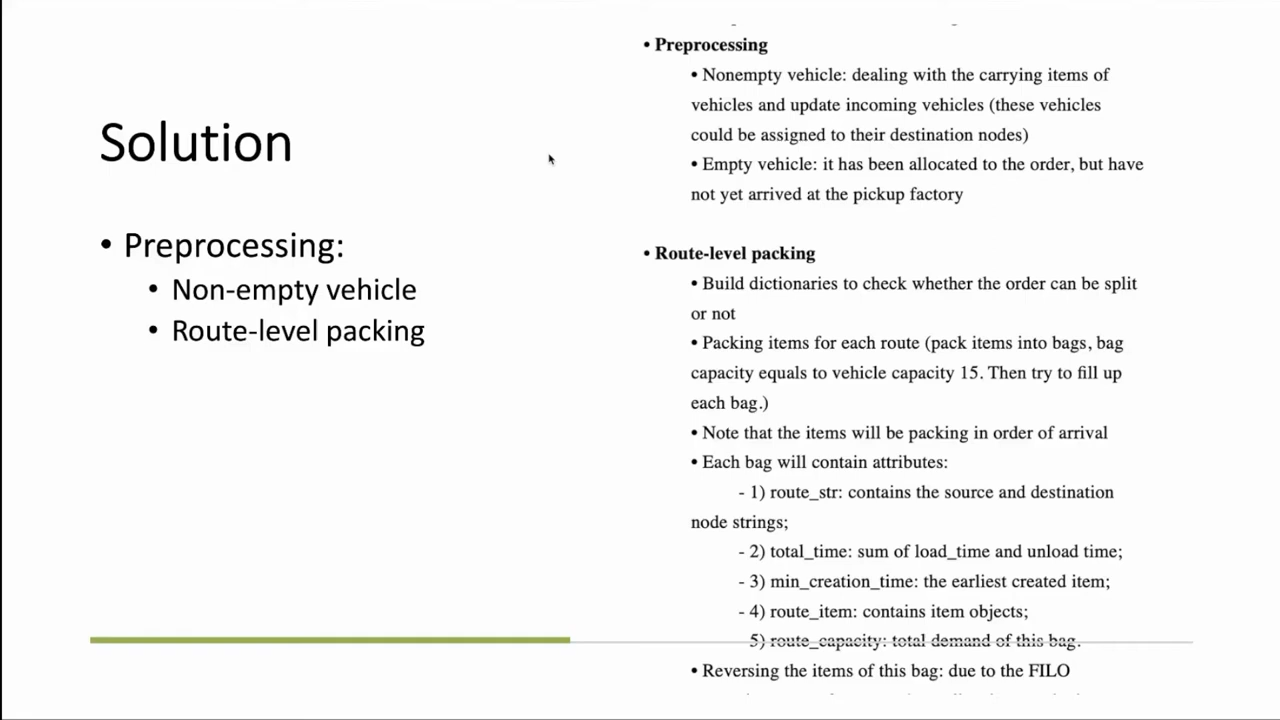 Solution
• Preprocessing:
• Non-empty vehicle
• Route-level packing
• Preprocessing
• Nonempty vehicle: dealing with the carrying items of
vehicles and update incoming vehicles (these vehicles
could be assigned to their destination nodes)
• Empty vehicle: it has been allocated to the order, but have
not yet arrived at the pickup factory
• Route-level packing
• Build dictionaries to check whether the order can be split
or not
• Packing items for each route (pack items into bags, bag
capacity equals to vehicle capacity 15. Then try to fill up
each bag.)
• Note that the items will be packing in order of arrival
• Each bag will contain attributes:
- 1) route_str: contains the source and destination
node strings;
- 2) total_time: sum of load_time and unload time;
- 3) min_creation_time: the earliest created item;
- 4) route_item: contains item objects;
5) route_capacity: total demand of this bag.
• Reversing the items of this bag: due to the FILO